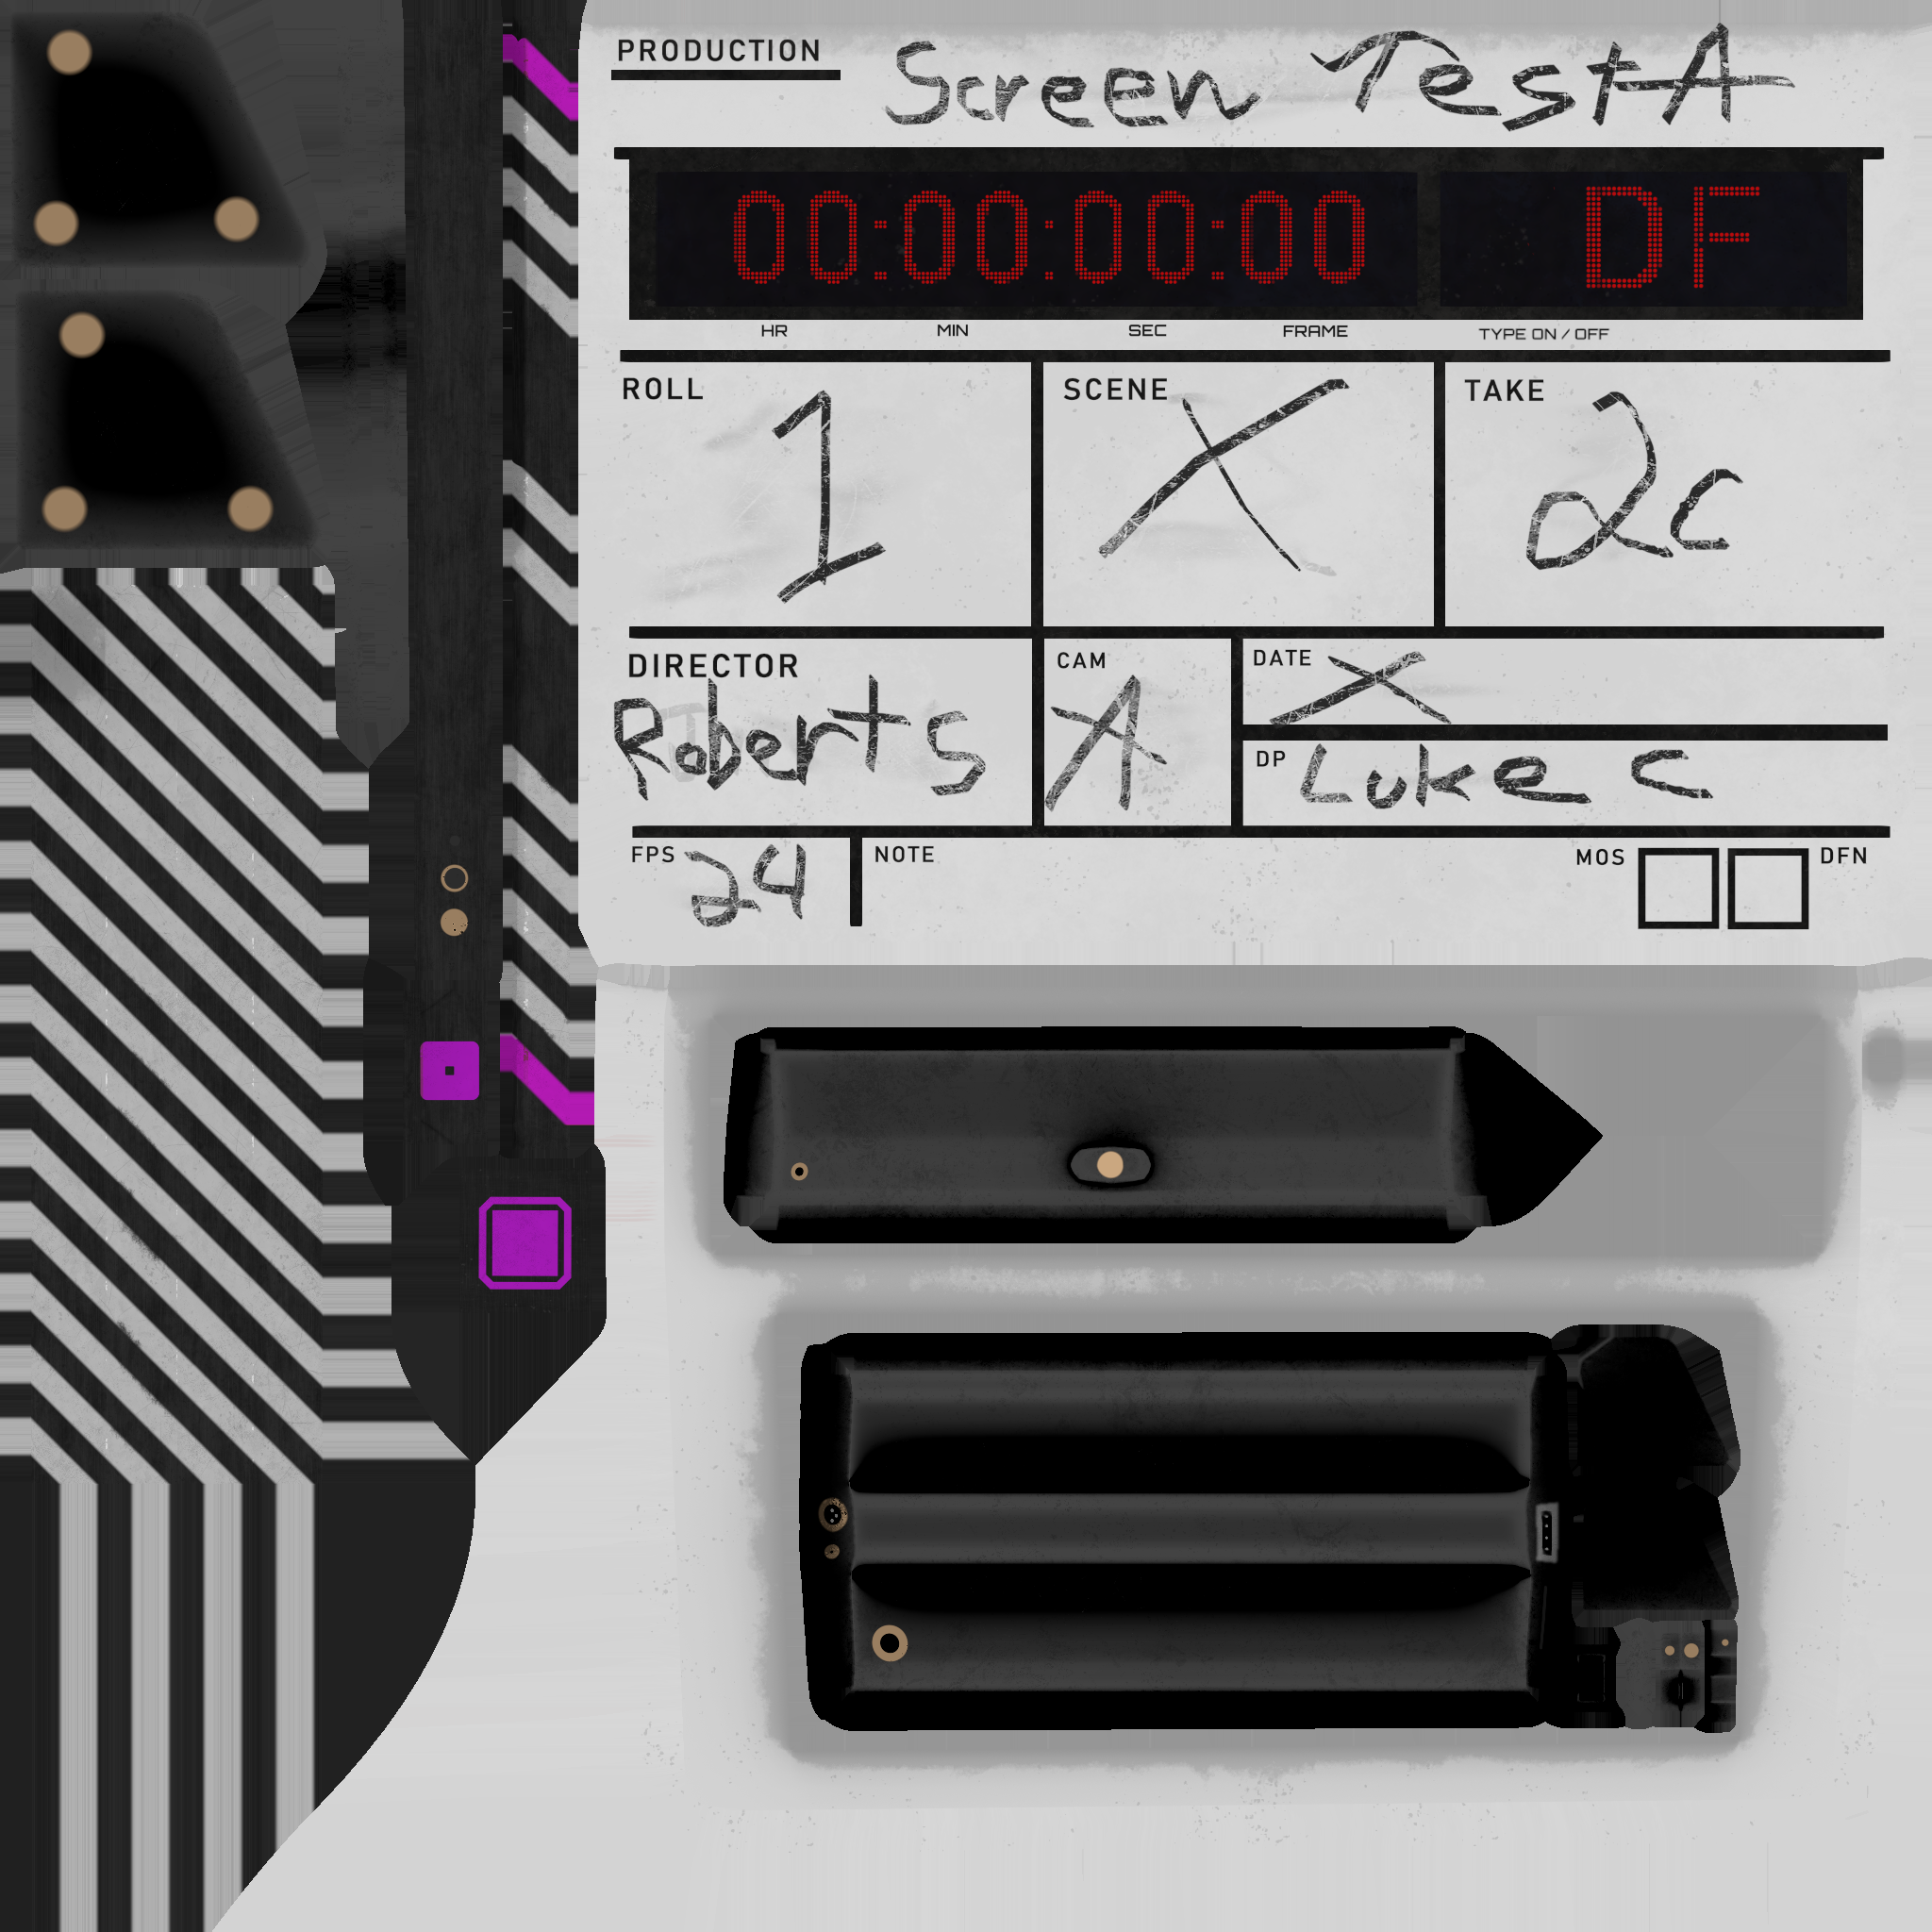 PRODUCTION Screen Test A
00:00:00:00 DF
HR MIN SEC FRAME TYPE ON / OFF
ROLL 1 SCENE X TAKE 2c
DIRECTOR Roberts CAM A DATE X
DP Luke C
FPS 24 NOTE MOS DFN